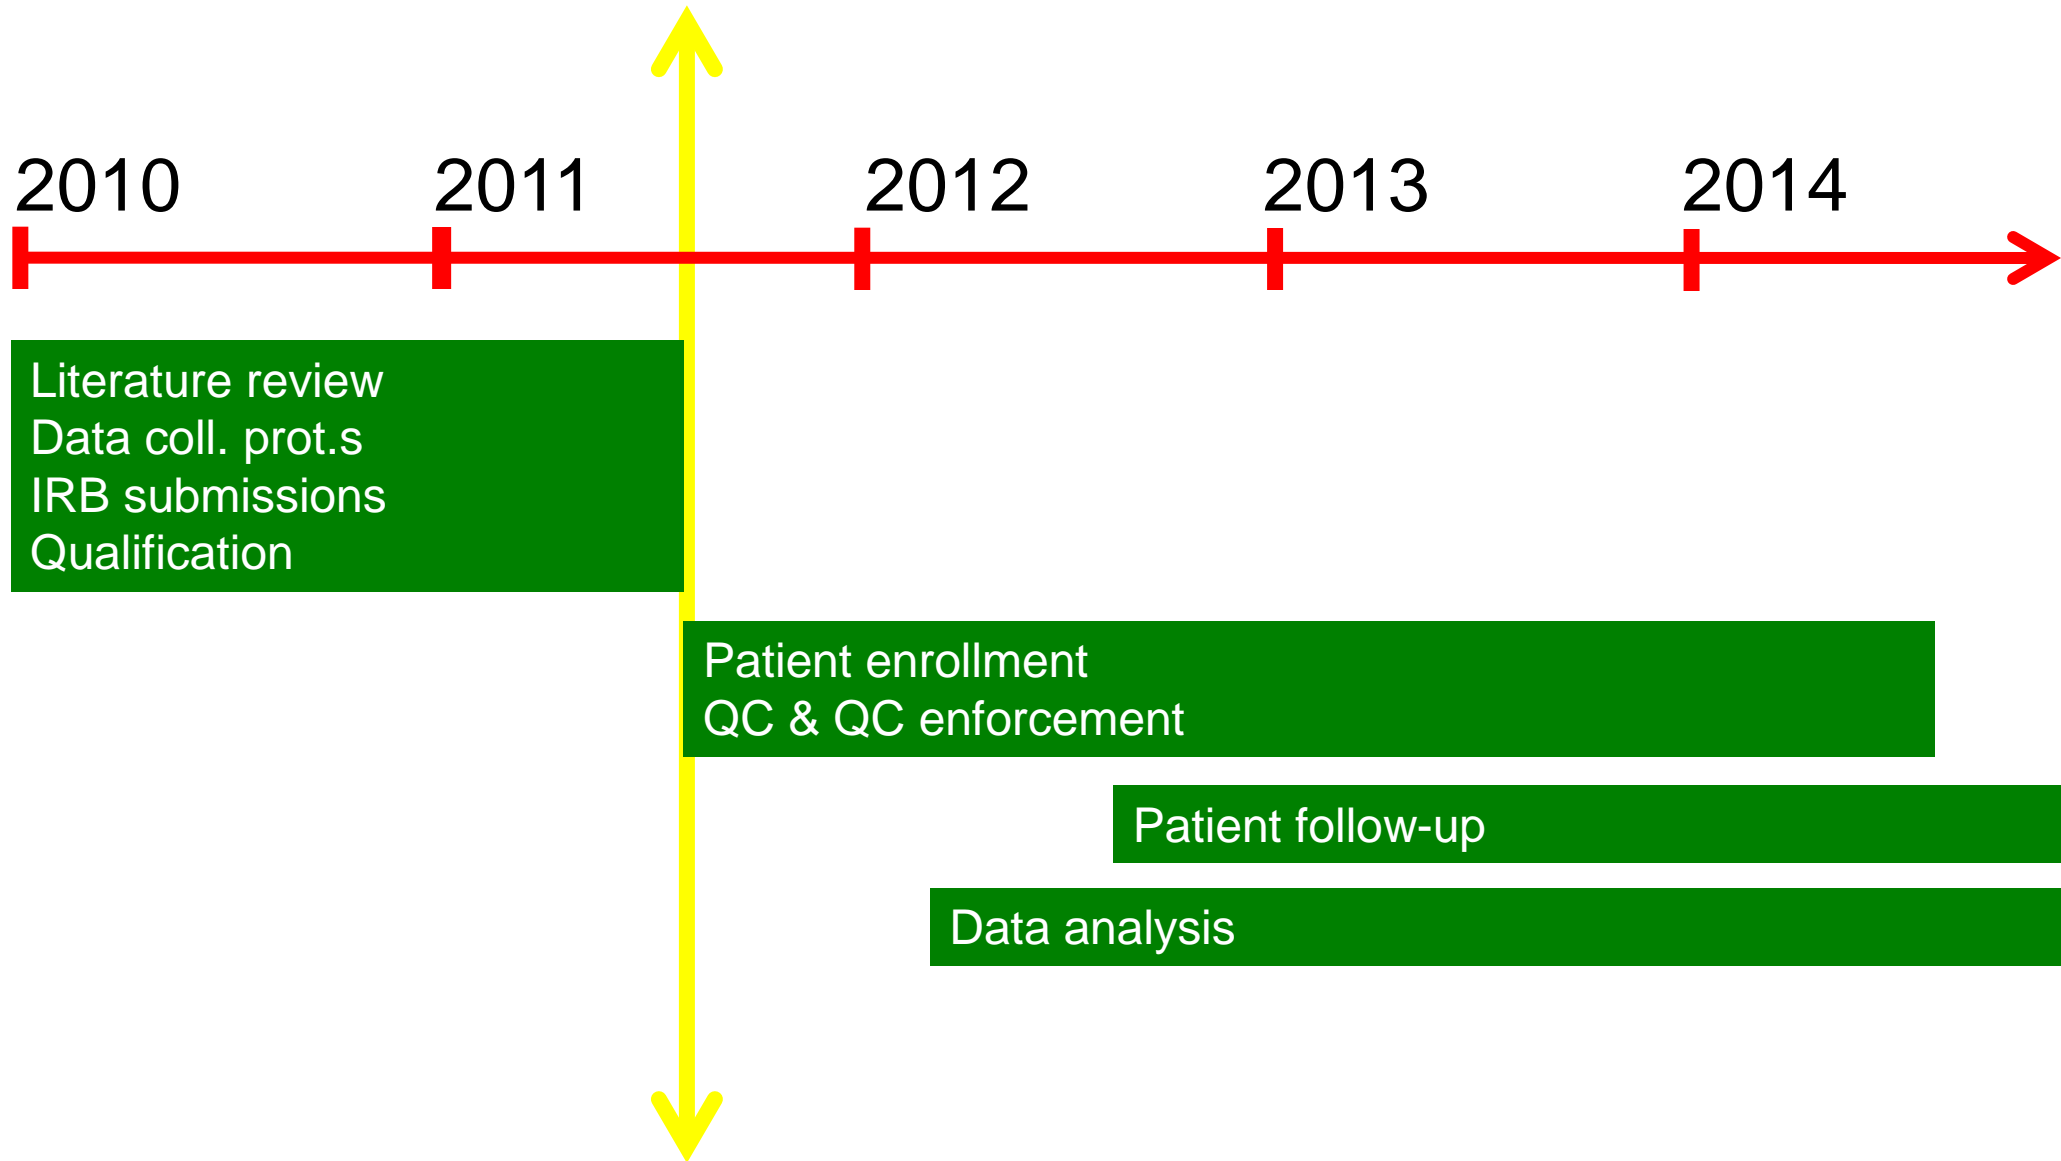 2010 2011 2012 2013 2014
Literature review
Data coll. prot.s
IRB submissions
Qualification
Patient enrollment
QC & QC enforcement
Patient follow-up
Data analysis